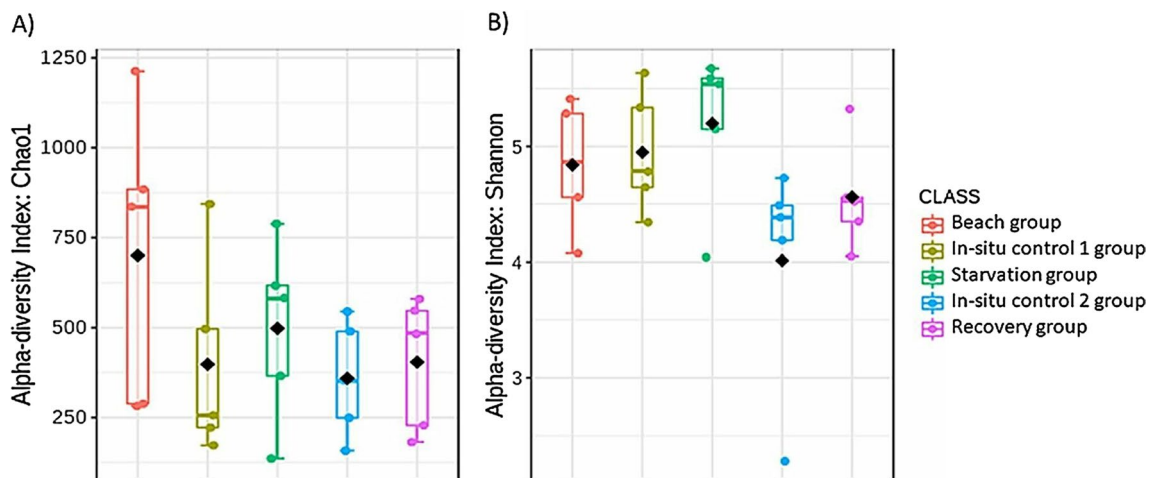 A)
Alpha-diversity Index: Chao1
1250
1000
750
500
250
B)
Alpha-diversity Index: Shannon
5
4
3
CLASS
Beach group
In-situ control 1 group
Starvation group
In-situ control 2 group
Recovery group